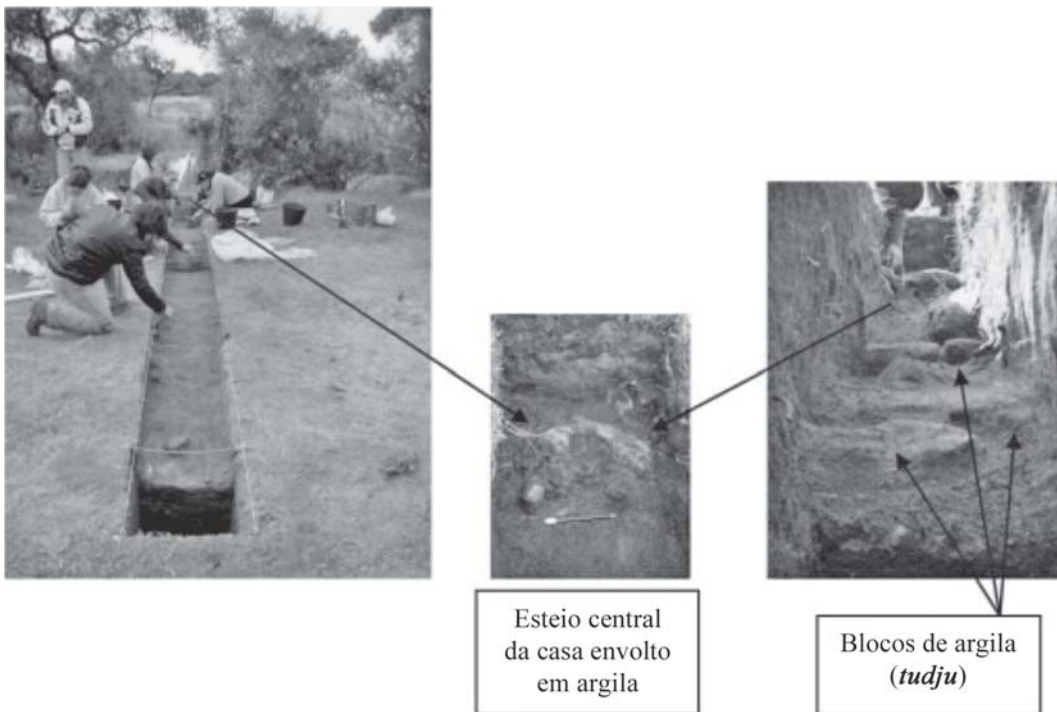 Esteio central
da casa envolto
em argila
Blocos de argila
(tudju)